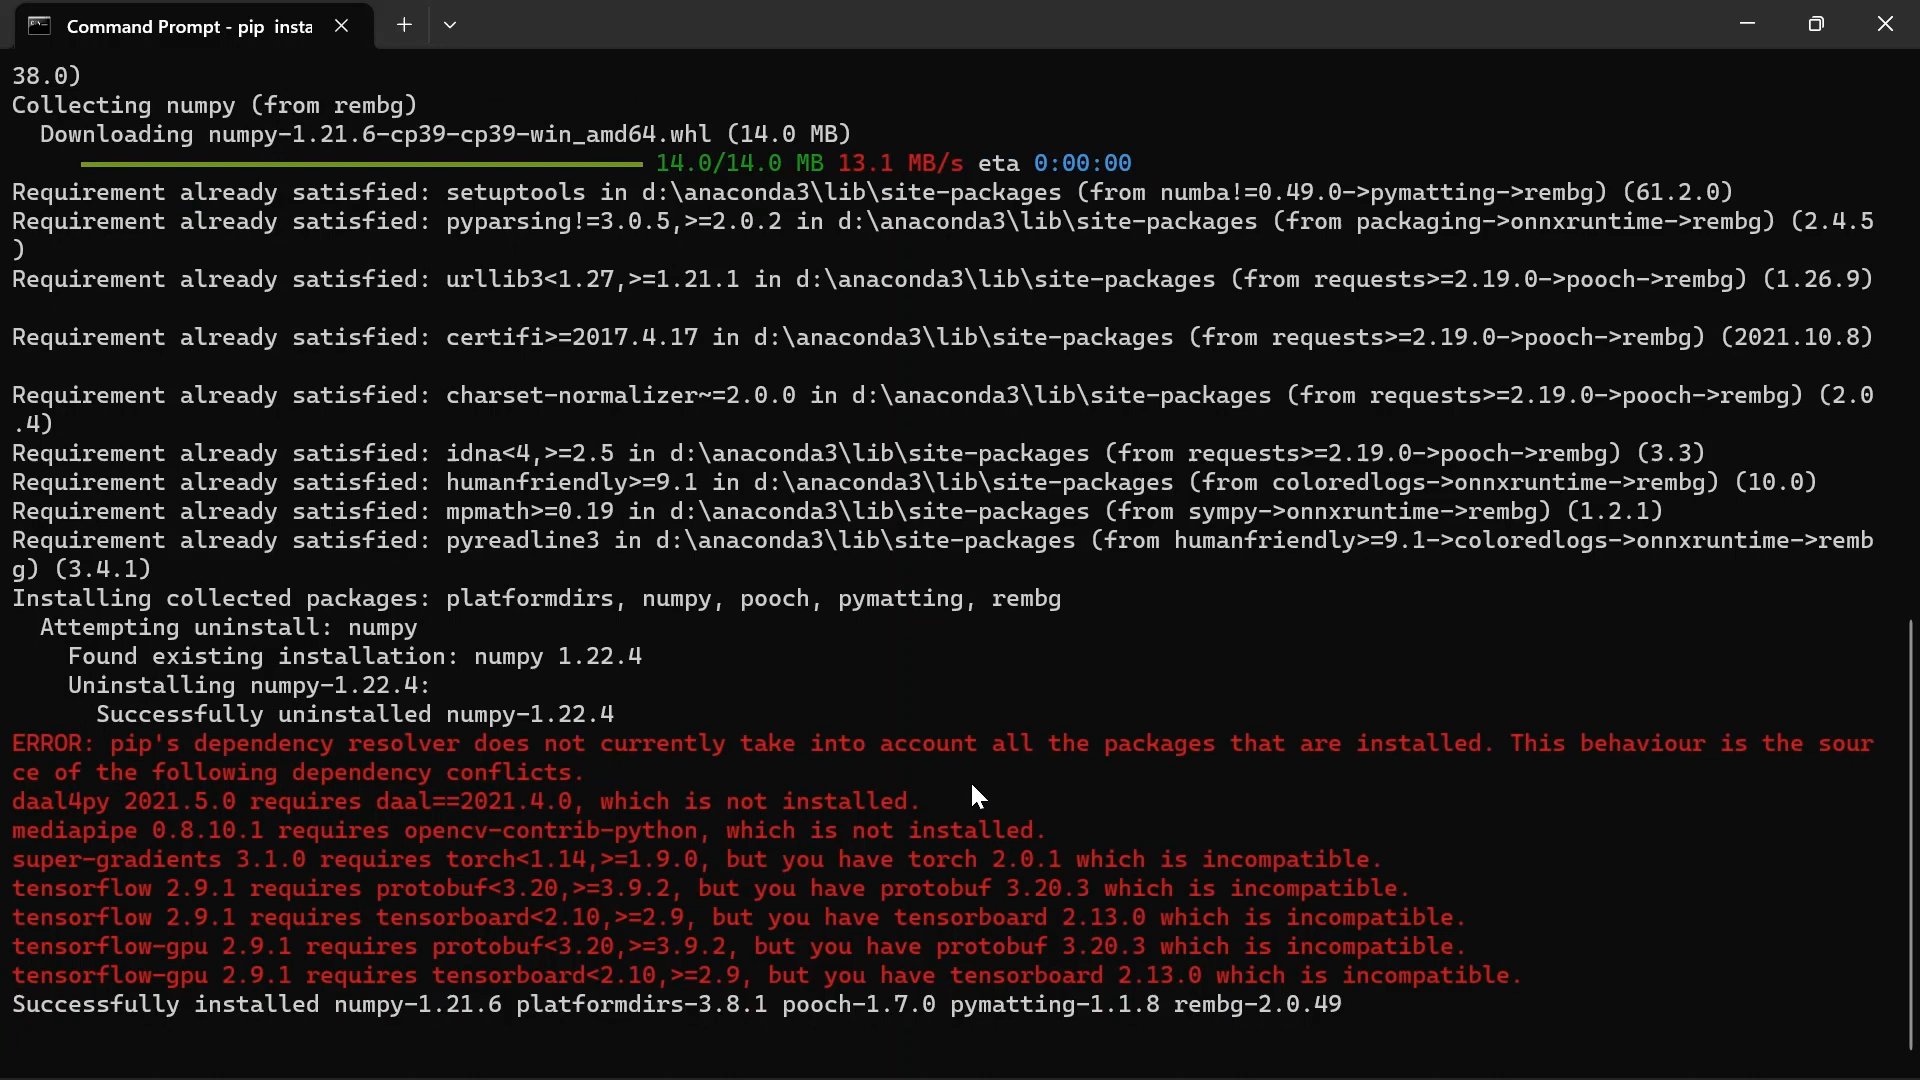 Command Prompt - pip  insta
38.0)
Collecting numpy (from rembg)
  Downloading numpy-1.21.6-cp39-cp39-win_amd64.whl (14.0 MB)
     14.0/14.0 MB 13.1 MB/s eta 0:00:00
Requirement already satisfied: setuptools in d:\anaconda3\lib\site-packages (from numba!=0.49.0->pymatting->rembg) (61.2.0)
Requirement already satisfied: pyparsing!=3.0.5,>=2.0.2 in d:\anaconda3\lib\site-packages (from packaging->onnxruntime->rembg) (2.4.5
)
Requirement already satisfied: urllib3<1.27,>=1.21.1 in d:\anaconda3\lib\site-packages (from requests>=2.19.0->pooch->rembg) (1.26.9)
Requirement already satisfied: certifi>=2017.4.17 in d:\anaconda3\lib\site-packages (from requests>=2.19.0->pooch->rembg) (2021.10.8)
Requirement already satisfied: charset-normalizer~=2.0.0 in d:\anaconda3\lib\site-packages (from requests>=2.19.0->pooch->rembg) (2.0
.4)
Requirement already satisfied: idna<4,>=2.5 in d:\anaconda3\lib\site-packages (from requests>=2.19.0->pooch->rembg) (3.3)
Requirement already satisfied: humanfriendly>=9.1 in d:\anaconda3\lib\site-packages (from coloredlogs->onnxruntime->rembg) (10.0)
Requirement already satisfied: mpmath>=0.19 in d:\anaconda3\lib\site-packages (from sympy->onnxruntime->rembg) (1.2.1)
Requirement already satisfied: pyreadline3 in d:\anaconda3\lib\site-packages (from humanfriendly>=9.1->coloredlogs->onnxruntime->remb
g) (3.4.1)
Installing collected packages: platformdirs, numpy, pooch, pymatting, rembg
  Attempting uninstall: numpy
    Found existing installation: numpy 1.22.4
    Uninstalling numpy-1.22.4:
      Successfully uninstalled numpy-1.22.4
ERROR: pip's dependency resolver does not currently take into account all the packages that are installed. This behaviour is the sour
ce of the following dependency conflicts.
daal4py 2021.5.0 requires daal==2021.4.0, which is not installed.
mediapipe 0.8.10.1 requires opencv-contrib-python, which is not installed.
super-gradients 3.1.0 requires torch<1.14,>=1.9.0, but you have torch 2.0.1 which is incompatible.
tensorflow 2.9.1 requires protobuf<3.20,>=3.9.2, but you have protobuf 3.20.3 which is incompatible.
tensorflow 2.9.1 requires tensorboard<2.10,>=2.9, but you have tensorboard 2.13.0 which is incompatible.
tensorflow-gpu 2.9.1 requires protobuf<3.20,>=3.9.2, but you have protobuf 3.20.3 which is incompatible.
tensorflow-gpu 2.9.1 requires tensorboard<2.10,>=2.9, but you have tensorboard 2.13.0 which is incompatible.
Successfully installed numpy-1.21.6 platformdirs-3.8.1 pooch-1.7.0 pymatting-1.1.8 rembg-2.0.49